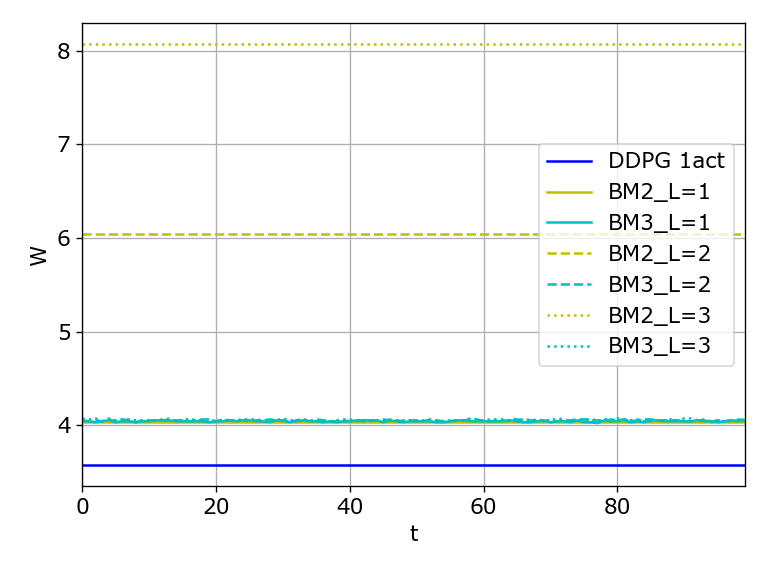 8
7
6
5
4
W
0
20
40
60
80
t
DDPG 1act
BM2_L=1
BM3_L=1
BM2_L=2
BM3_L=2
BM2_L=3
BM3_L=3